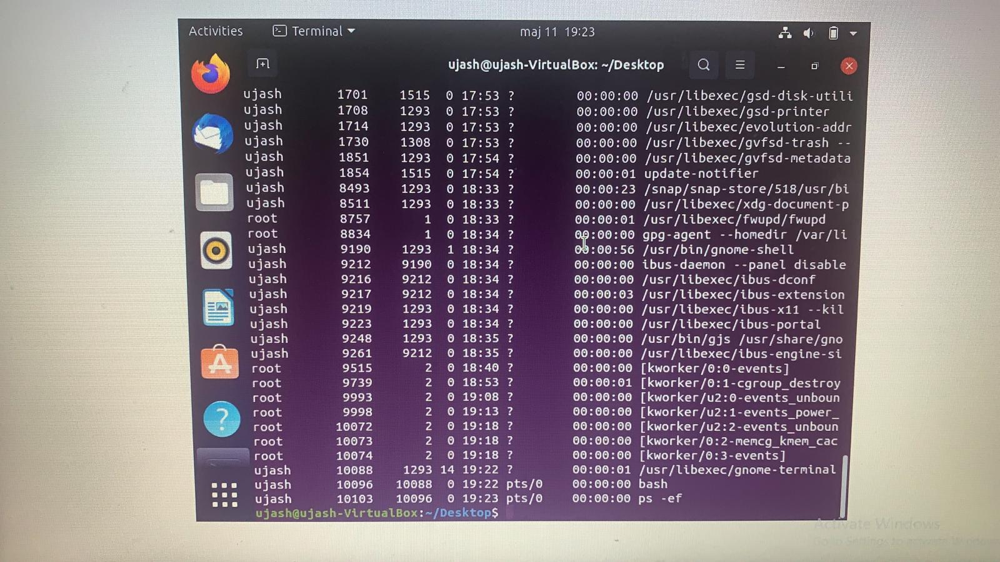 Activities Terminal maj 11 19:23
ujash@ujash-VirtualBox: ~/Desktop
ujash 1701 1515 0 17:53 ? 00:00:00 /usr/libexec/gsd-disk-utili
ujash 1708 1293 0 17:53 ? 00:00:00 /usr/libexec/gsd-printer
ujash 1714 1293 0 17:53 ? 00:00:00 /usr/libexec/evolution-addr
ujash 1730 1308 0 17:53 ? 00:00:00 /usr/libexec/gvfsd-trash --
ujash 1851 1293 0 17:54 ? 00:00:00 /usr/libexec/gvfsd-metadata
ujash 1854 1515 0 17:54 ? 00:00:01 update-notifier
ujash 8493 1293 0 18:33 ? 00:00:23 /snap/snap-store/518/usr/bi
ujash 8511 1293 0 18:33 ? 00:00:00 /usr/libexec/xdg-document-p
root 8757 1 0 18:33 ? 00:00:01 /usr/libexec/fwupd/fwupd
root 8834 1 0 18:34 ? 00:00:00 gpg-agent --homedir /var/li
ujash 9190 1293 1 18:34 ? 00:00:56 /usr/bin/gnome-shell
ujash 9212 9190 0 18:34 ? 00:00:00 ibus-daemon --panel disable
ujash 9216 9212 0 18:34 ? 00:00:00 /usr/libexec/ibus-dconf
ujash 9217 9212 0 18:34 ? 00:00:03 /usr/libexec/ibus-extension
ujash 9219 1293 0 18:34 ? 00:00:00 /usr/libexec/ibus-x11 --kil
ujash 9223 1293 0 18:34 ? 00:00:00 /usr/libexec/ibus-portal
ujash 9248 1293 0 18:35 ? 00:00:00 /usr/bin/gjs /usr/share/gno
ujash 9261 9212 0 18:35 ? 00:00:00 /usr/libexec/ibus-engine-si
root 9515 2 0 18:40 ? 00:00:00 [kworker/0:0-events]
root 9739 2 0 18:53 ? 00:00:01 [kworker/0:1-cgroup_destroy
root 9993 2 0 19:08 ? 00:00:00 [kworker/u2:0-events_unboun
root 9998 2 0 19:13 ? 00:00:00 [kworker/u2:1-events_power_
root 10072 2 0 19:18 ? 00:00:00 [kworker/u2:2-events_unboun
root 10073 2 0 19:18 ? 00:00:00 [kworker/0:2-memcg_kmem_cac
root 10074 2 0 19:18 ? 00:00:00 [kworker/0:3-events]
ujash 10088 1293 14 19:22 ? 00:00:01 /usr/libexec/gnome-terminal
ujash 10096 10088 0 19:22 pts/0 00:00:00 bash
ujash 10103 10096 0 19:23 pts/0 00:00:00 ps -ef
ujash@ujash-VirtualBox:~/Desktop$
Activate Windows
Go to Settings to activate Windows